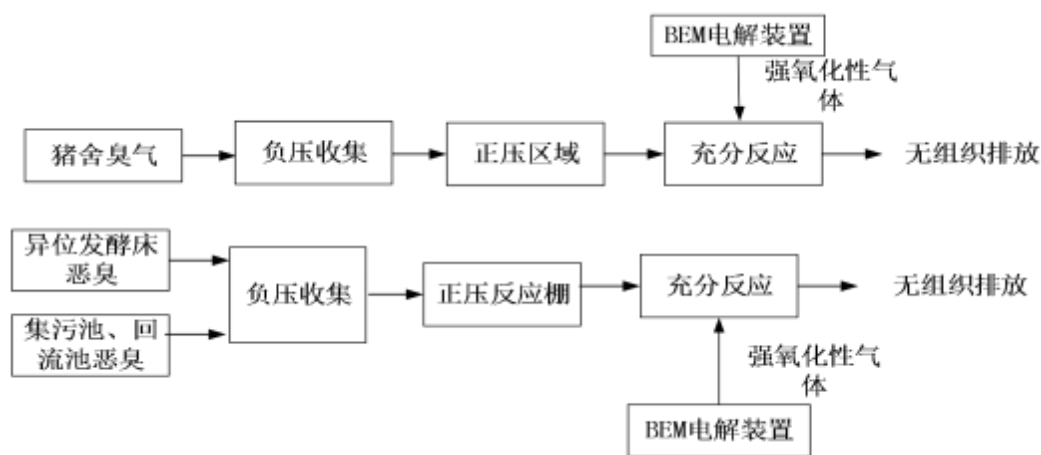 BEM电解装置
强氧化性气
体
猪舍臭气
负压收集
正压区域
充分反应
无组织排放
异位发酵床
恶臭
负压收集
正压反应棚
充分反应
无组织排放
集污池、回
流池恶臭
强氧化性气
体
BEM电解装置